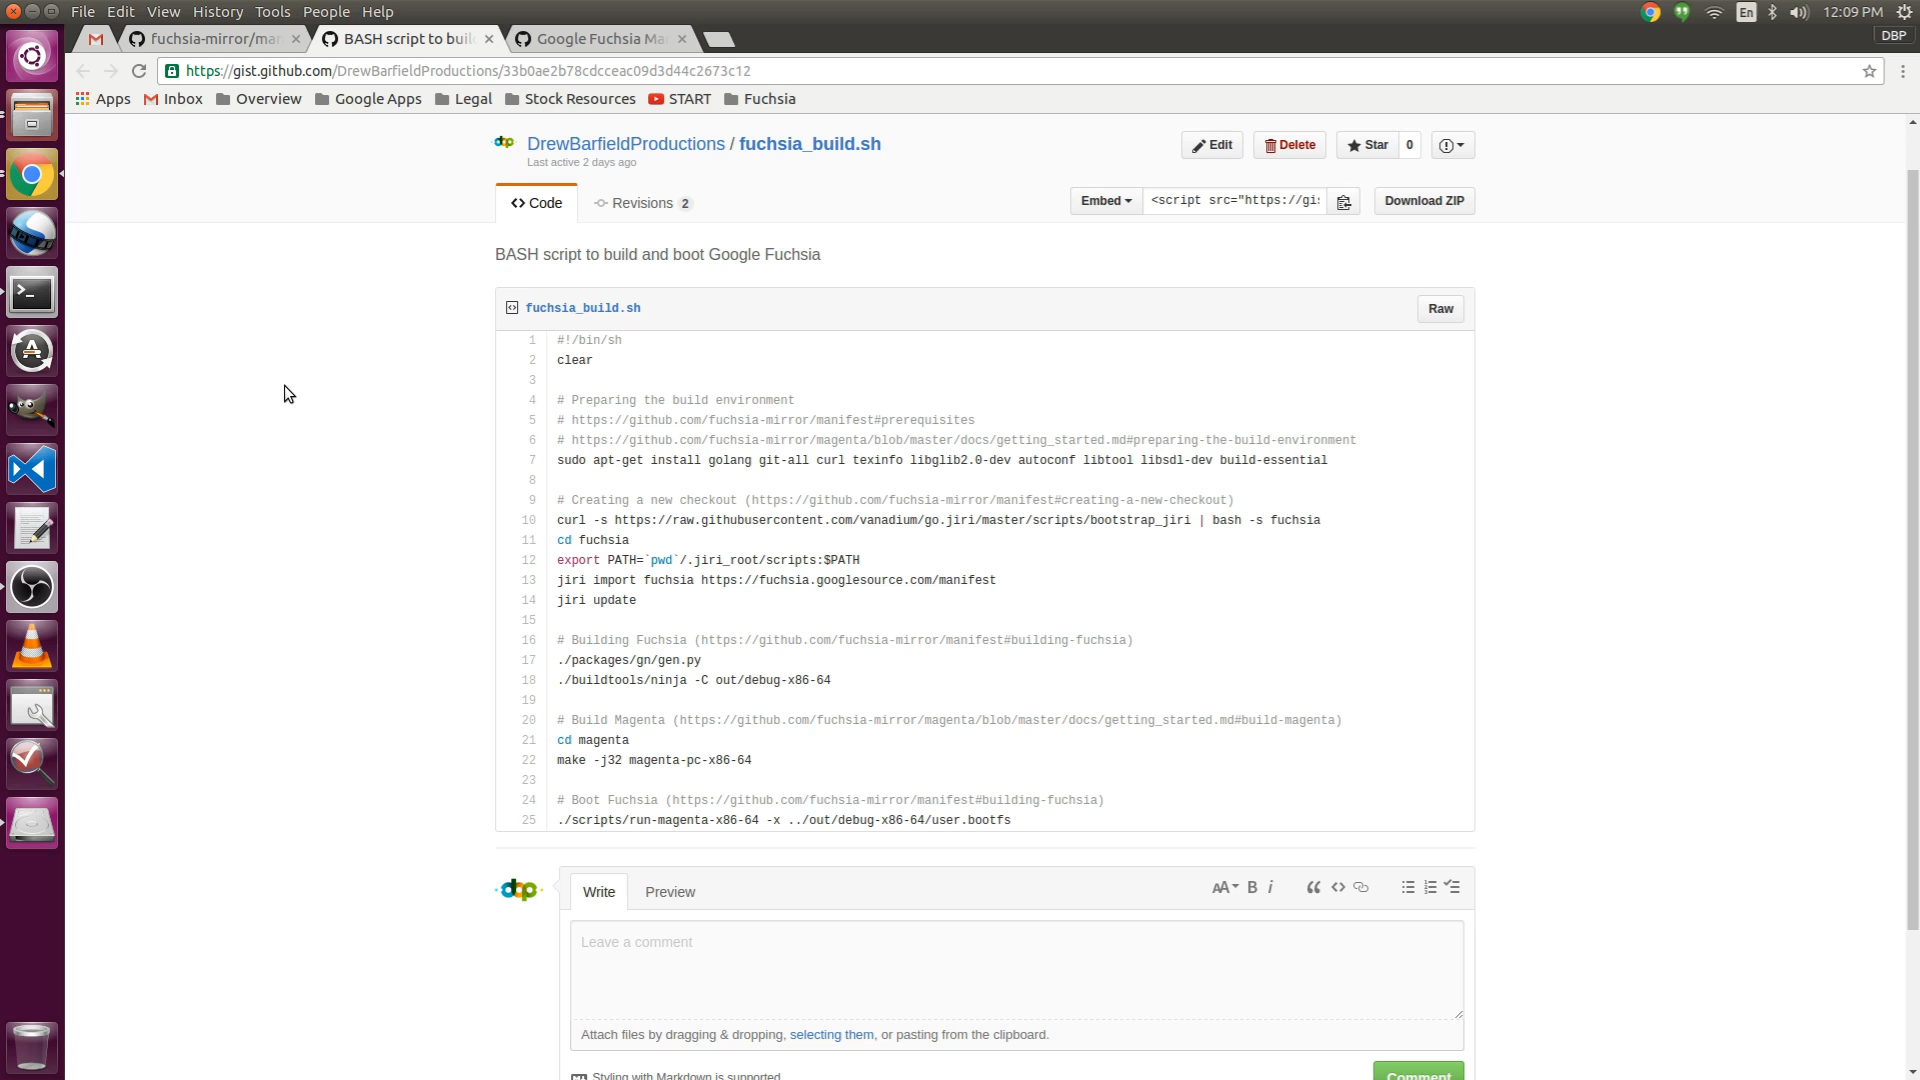 File Edit View History Tools People Help
En 12:09 PM
fuchsia-mirror/man BASH script to buil Google Fuchsia Ma DBP
https://gist.github.com/DrewBarfieldProductions/33b0ae2b78cdcceac09d3d44c2673c12
Apps Inbox Overview Google Apps Legal Stock Resources START Fuchsia
dbp DrewBarfieldProductions / fuchsia_build.sh Edit Delete Star 0
Last active 2 days ago
Code Revisions 2 Embed <script src="https://gis Download ZIP
BASH script to build and boot Google Fuchsia
fuchsia_build.sh Raw
1 #!/bin/sh
2 clear
3
4 # Preparing the build environment
5 # https://github.com/fuchsia-mirror/manifest#prerequisites
6 # https://github.com/fuchsia-mirror/magenta/blob/master/docs/getting_started.md#preparing-the-build-environment
7 sudo apt-get install golang git-all curl texinfo libglib2.0-dev autoconf libtool libsdl-dev build-essential
8
9 # Creating a new checkout (https://github.com/fuchsia-mirror/manifest#creating-a-new-checkout)
10 curl -s https://raw.githubusercontent.com/vanadium/go.jiri/master/scripts/bootstrap_jiri | bash -s fuchsia
11 cd fuchsia
12 export PATH=`pwd`/.jiri_root/scripts:$PATH
13 jiri import fuchsia https://fuchsia.googlesource.com/manifest
14 jiri update
15
16 # Building Fuchsia (https://github.com/fuchsia-mirror/manifest#building-fuchsia)
17 ./packages/gn/gen.py
18 ./buildtools/ninja -C out/debug-x86-64
19
20 # Build Magenta (https://github.com/fuchsia-mirror/magenta/blob/master/docs/getting_started.md#build-magenta)
21 cd magenta
22 make -j32 magenta-pc-x86-64
23
24 # Boot Fuchsia (https://github.com/fuchsia-mirror/manifest#building-fuchsia)
25 ./scripts/run-magenta-x86-64 -x ../out/debug-x86-64/user.bootfs
dbp Write Preview AA B i
Leave a comment
Attach files by dragging & dropping, selecting them, or pasting from the clipboard.
Styling with Markdown is supported Comment